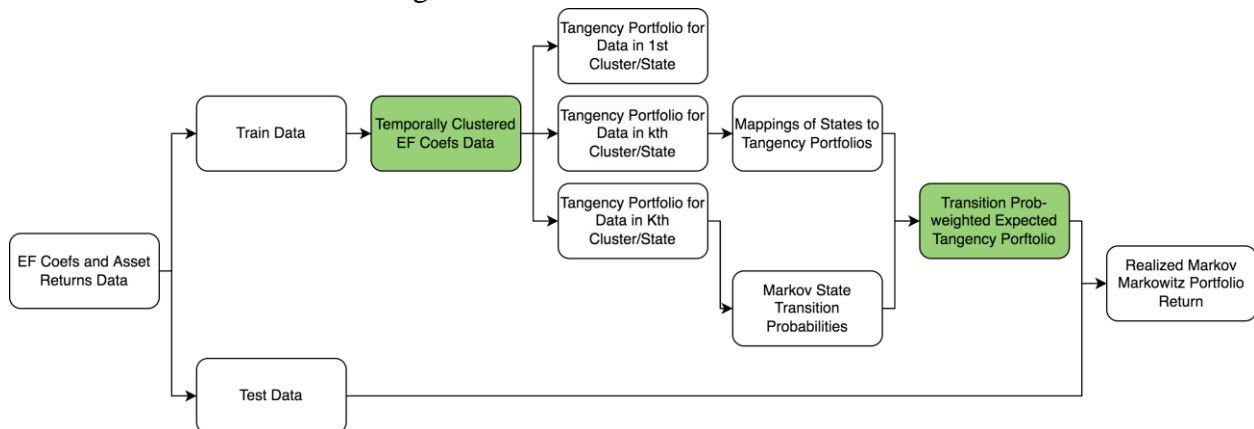 Tangency Portfolio for
Data in 1st
Cluster/State
Train Data
Temporally Clustered
EF Coefs Data
Tangency Portfolio for
Data in kth
Cluster/State
Mappings of States to
Tangency Portfolios
Tangency Portfolio for
Data in Kth
Cluster/State
Transition Prob-
weighted Expected
Tangency Porftolio
EF Coefs and Asset
Returns Data
Markov State
Transition
Probabilities
Realized Markov
Markowitz Portfolio
Return
Test Data